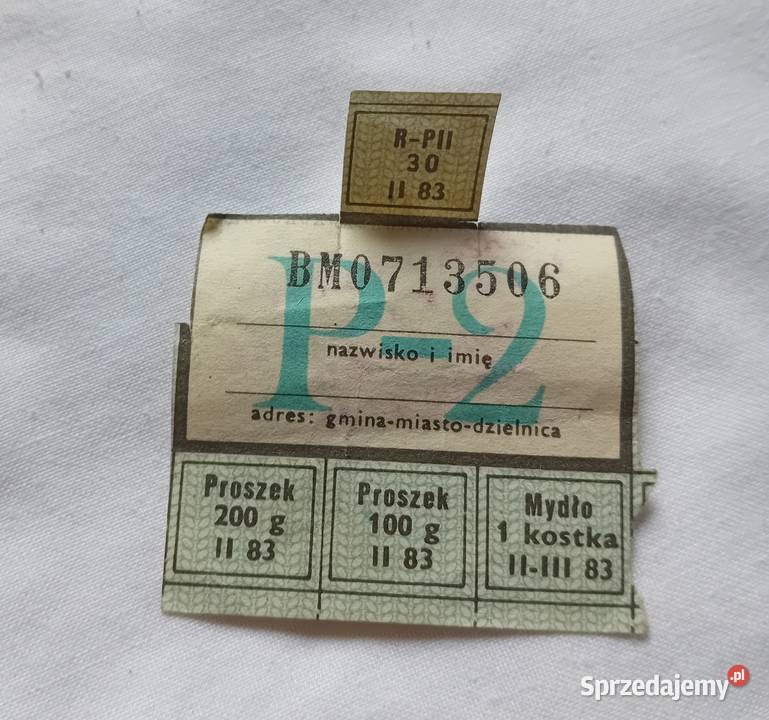 R-PII
30
II 83
BM0713506
P-2
nazwisko i imię
adres: gmina-miasto-dzielnica
Proszek
200 g
II 83
Proszek
100 g
II 83
Mydło
1 kostka
II-III 83
Sprzedajemy.pl